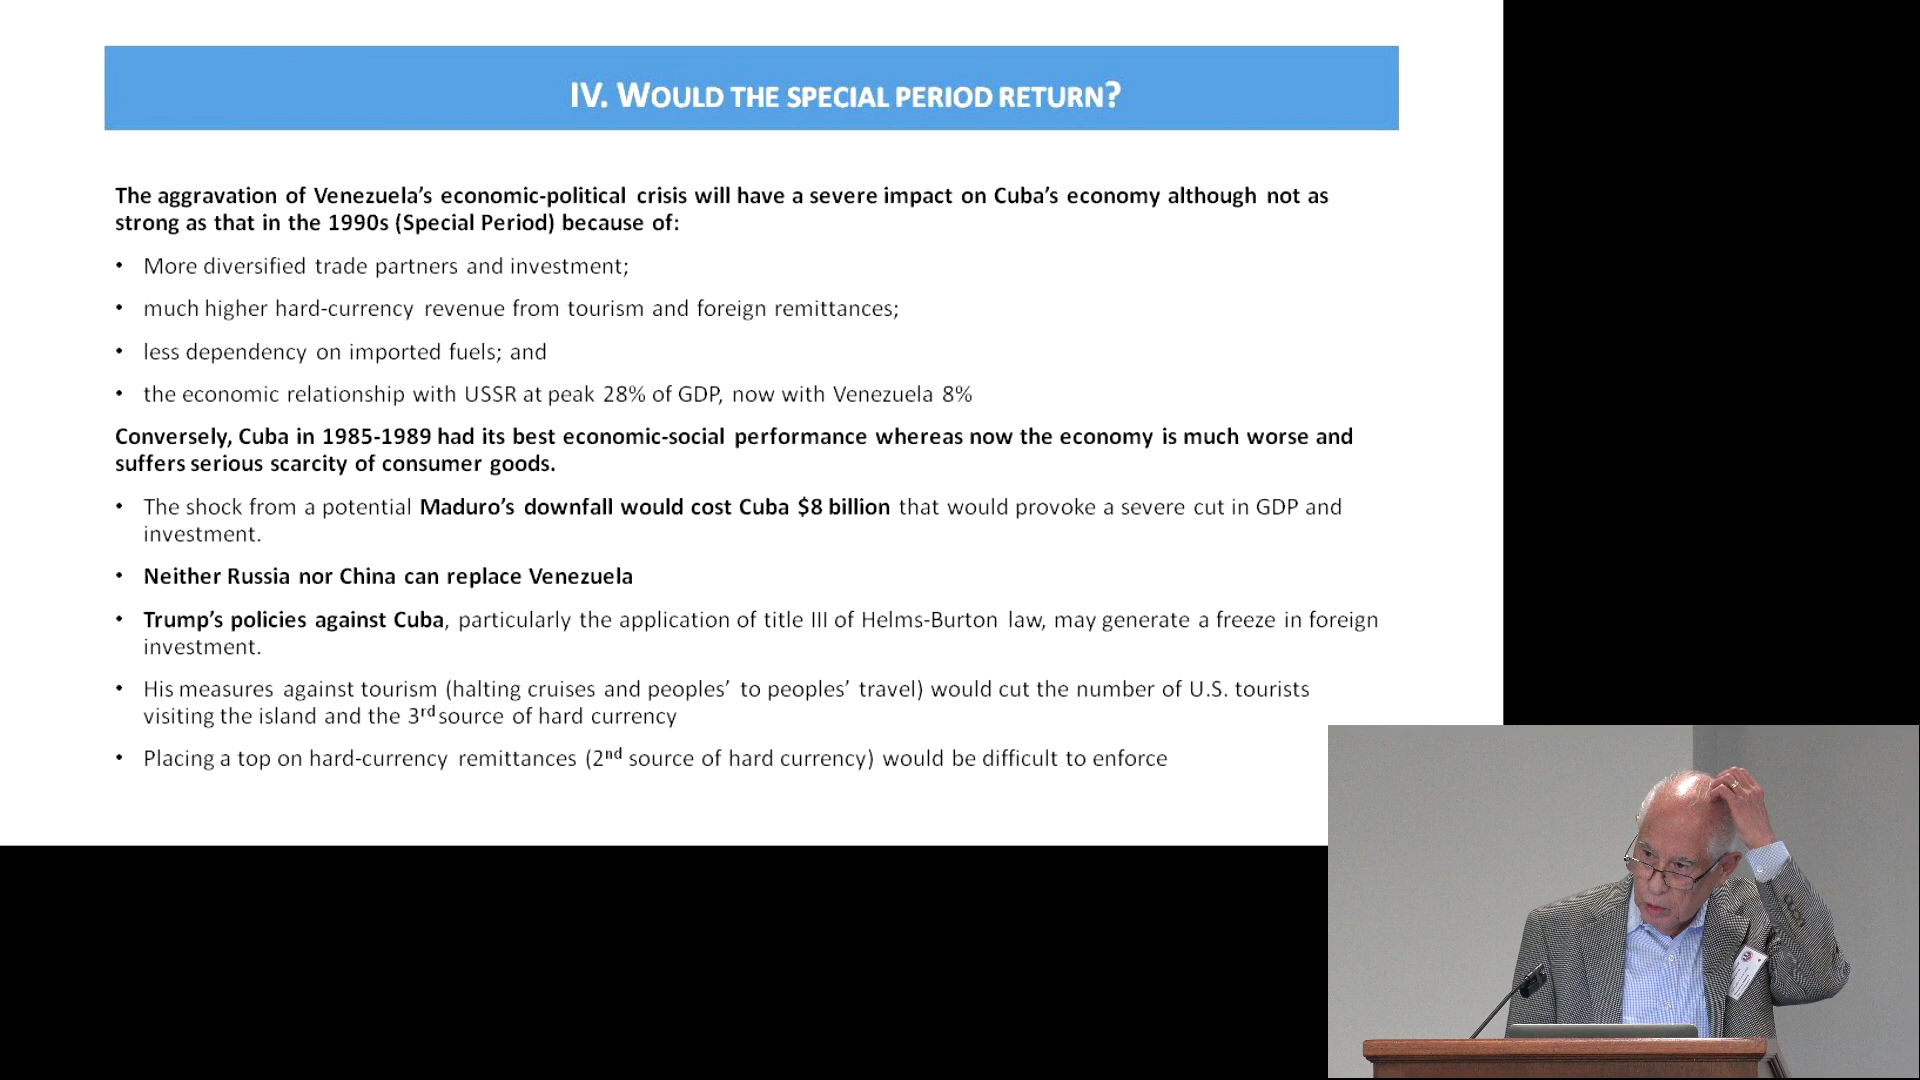 IV. WOULD THE SPECIAL PERIOD RETURN?
The aggravation of Venezuela’s economic-political crisis will have a severe impact on Cuba’s economy although not as
strong as that in the 1990s (Special Period) because of:
• More diversified trade partners and investment;
• much higher hard-currency revenue from tourism and foreign remittances;
• less dependency on imported fuels; and
• the economic relationship with USSR at peak 28% of GDP, now with Venezuela 8%
Conversely, Cuba in 1985-1989 had its best economic-social performance whereas now the economy is much worse and
suffers serious scarcity of consumer goods.
• The shock from a potential Maduro’s downfall would cost Cuba $8 billion that would provoke a severe cut in GDP and
investment.
• Neither Russia nor China can replace Venezuela
• Trump’s policies against Cuba, particularly the application of title III of Helms-Burton law, may generate a freeze in foreign
investment.
• His measures against tourism (halting cruises and peoples’ to peoples’ travel) would cut the number of U.S. tourists
visiting the island and the 3rd source of hard currency
• Placing a top on hard-currency remittances (2nd source of hard currency) would be difficult to enforce